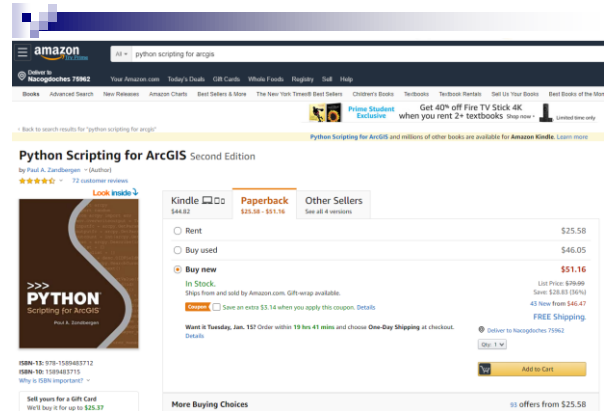 amazon
Try Prime
All
python scripting for arcgis
Deliver to
Nacogdoches 75962
Your Amazon.com Today's Deals Gift Cards Whole Foods Registry Sell Help
Books Advanced Search New Releases Amazon Charts Best Sellers & More The New York Times® Best Sellers Children's Books Textbooks Textbook Rentals Sell Us Your Books Best Books of the Mon
Prime Student
Exclusive
Get 40% off Fire TV Stick 4K
when you rent 2+ textbooks Shop now ›
Limited time only
‹ Back to search results for "python scripting for arcgis"
Python Scripting for ArcGIS and millions of other books are available for Amazon Kindle. Learn more
Python Scripting for ArcGIS Second Edition
by Paul A. Zandbergen (Author)
72 customer reviews
Look inside
>>>
PYTHON
Scripting for ArcGIS
Paul A. Zandbergen
ISBN-13: 978-1589483712
ISBN-10: 1589483715
Why is ISBN important?
Sell yours for a Gift Card
We'll buy it for up to $25.37
Kindle
$44.82
Paperback
$25.58 - $51.16
Other Sellers
See all 4 versions
Rent $25.58
Buy used $46.05
Buy new $51.16
In Stock.
Ships from and sold by Amazon.com. Gift-wrap available.
Coupon Save an extra $3.14 when you apply this coupon. Details
Want it Tuesday, Jan. 15? Order within 19 hrs 41 mins and choose One-Day Shipping at checkout.
Details
List Price: $79.99
Save: $28.83 (36%)
43 New from $46.47
FREE Shipping.
Deliver to Nacogdoches 75962
Qty: 1
Add to Cart
More Buying Choices
93 offers from $25.58